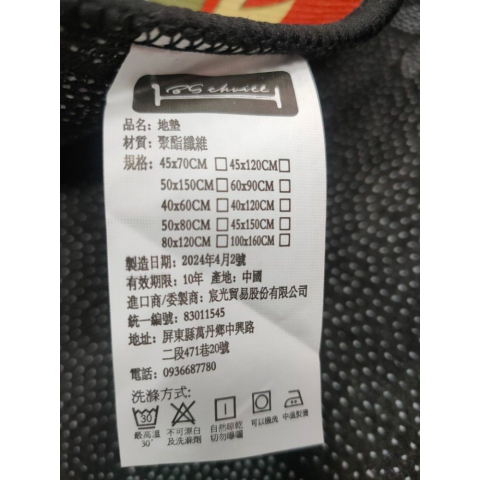 品名: 地墊
材質: 聚酯纖維
規格: 45x70CM □ 45x120CM □
50x150CM □ 60x90CM □
40x60CM □ 40x120CM □
50x80CM □ 45x150CM □
80x120CM □ 100x160CM □
製造日期: 2024年4月2號
有效期限: 10年 產地: 中國
進口商/委製商: 宸光貿易股份有限公司
統一編號: 83011545
地址: 屏東縣萬丹鄉中興路
二段471巷20號
電話: 0936687780
洗滌方式:
30
最高溫 不可漂白 自然晾乾 可以機洗 中溫對燙
30° 及洗滌劑 切勿曝曬